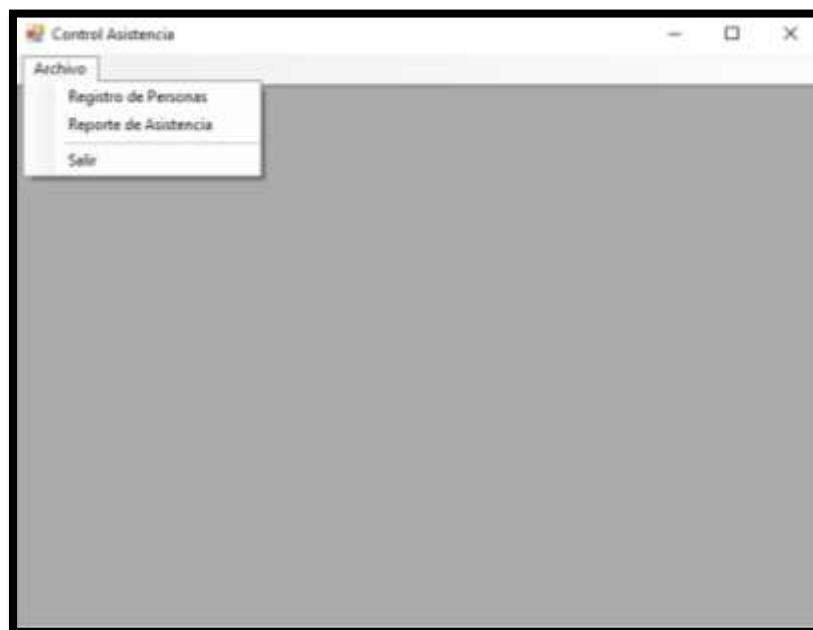 Control Asistencia
Archivo
Registro de Personas
Reporte de Asistencia
Salir